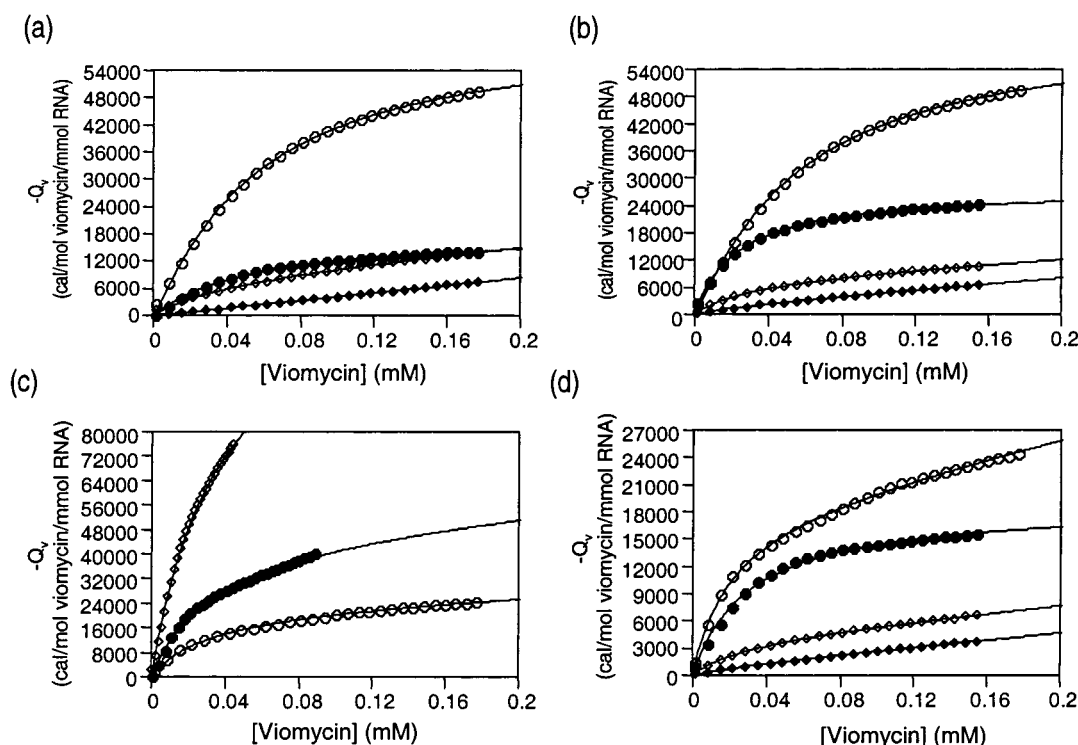 (a)
-Qv
(cal/mol viomycin/mmol RNA)
54000
48000
42000
36000
30000
24000
18000
12000
6000
0
0 0.04 0.08 0.12 0.16 0.2
[Viomycin] (mM)
(b)
-Qv
(cal/mol viomycin/mmol RNA)
54000
48000
42000
36000
30000
24000
18000
12000
6000
0
0 0.04 0.08 0.12 0.16 0.2
[Viomycin] (mM)
(c)
-Qv
(cal/mol viomycin/mmol RNA)
80000
72000
64000
56000
48000
40000
32000
24000
16000
8000
0
0 0.04 0.08 0.12 0.16 0.2
[Viomycin] (mM)
(d)
-Qv
(cal/mol viomycin/mmol RNA)
27000
24000
21000
18000
15000
12000
9000
6000
3000
0
0 0.04 0.08 0.12 0.16 0.2
[Viomycin] (mM)